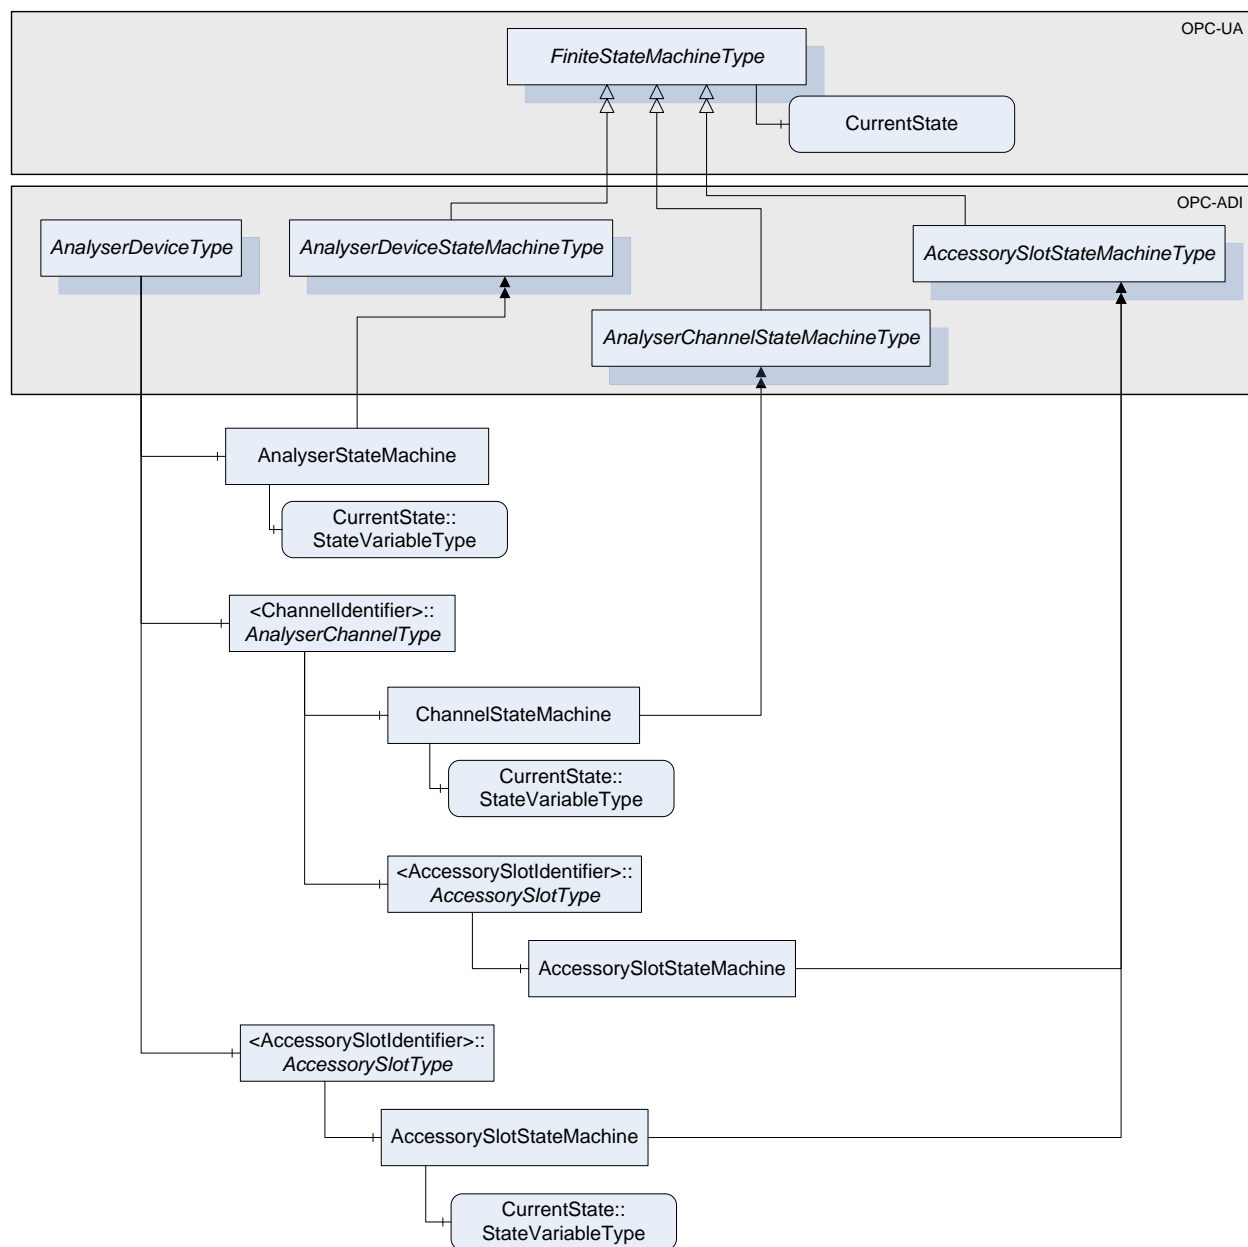 OPC-UA
FiniteStateMachineType
CurrentState
OPC-ADI
AnalyserDeviceType
AnalyserDeviceStateMachineType
AccessorySlotStateMachineType
AnalyserChannelStateMachineType
AnalyserStateMachine
CurrentState::
StateVariableType
<ChannelIdentifier>::
AnalyserChannelType
ChannelStateMachine
CurrentState::
StateVariableType
<AccessorySlotIdentifier>::
AccessorySlotType
AccessorySlotStateMachine
<AccessorySlotIdentifier>::
AccessorySlotType
AccessorySlotStateMachine
CurrentState::
StateVariableType